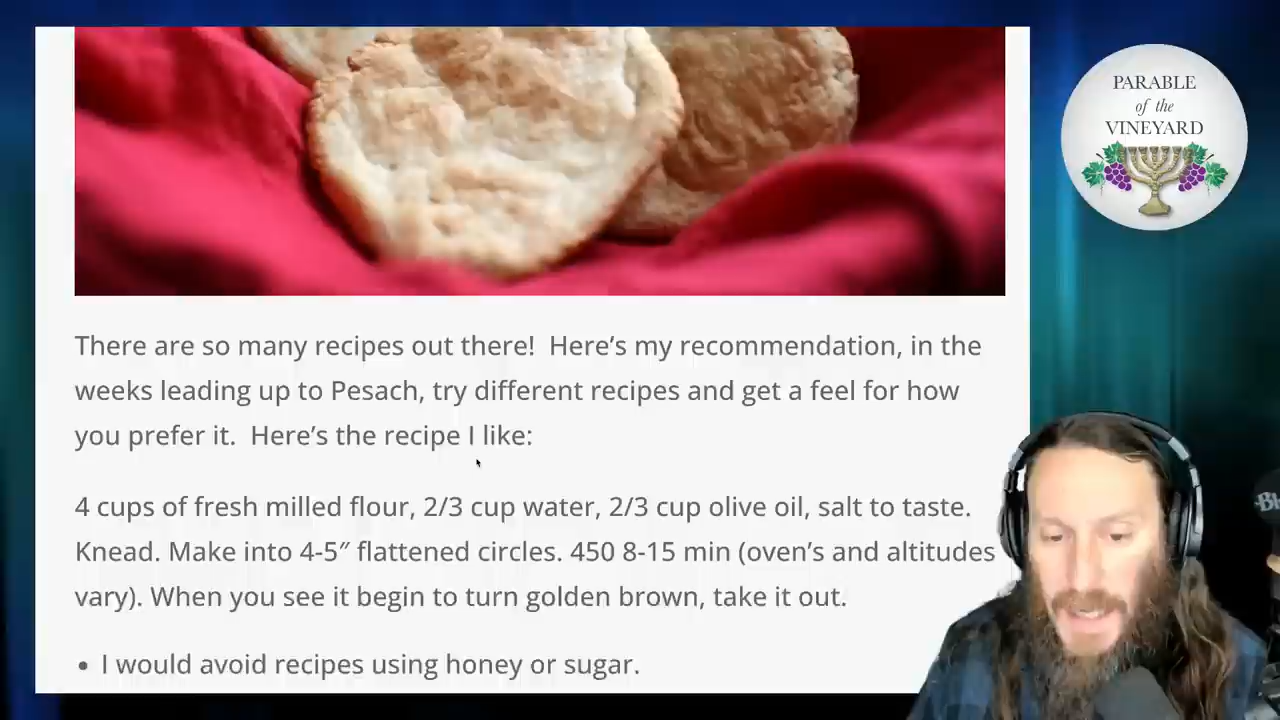 PARABLE
of the
VINEYARD
There are so many recipes out there!  Here's my recommendation, in the
weeks leading up to Pesach, try different recipes and get a feel for how
you prefer it.  Here's the recipe I like:
4 cups of fresh milled flour, 2/3 cup water, 2/3 cup olive oil, salt to taste.
Knead. Make into 4-5″ flattened circles. 450 8-15 min (oven's and altitudes
vary). When you see it begin to turn golden brown, take it out.
• I would avoid recipes using honey or sugar.